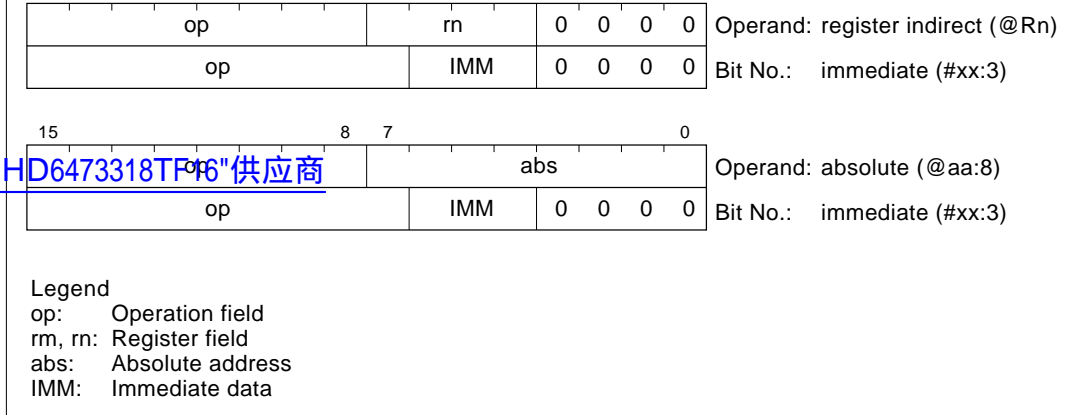 op rn 0 0 0 0 Operand: register indirect (@Rn)
op IMM 0 0 0 0 Bit No.: immediate (#xx:3)
15 8 7 0
op abs Operand: absolute (@aa:8)
HD6473318TF16"供应商
op IMM 0 0 0 0 Bit No.: immediate (#xx:3)
Legend
op: Operation field
rm, rn: Register field
abs: Absolute address
IMM: Immediate data